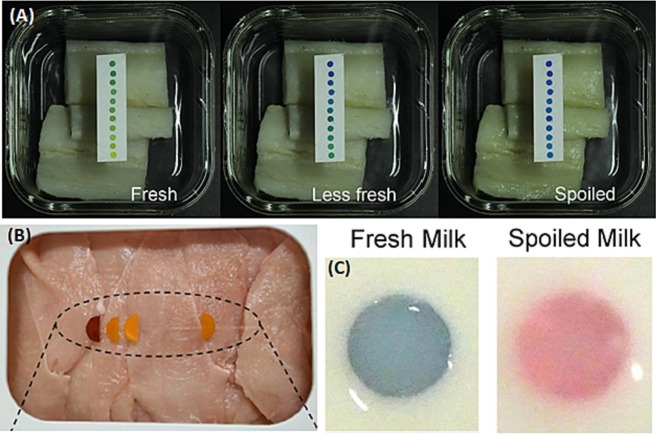 (A)
Fresh
Less fresh
Spoiled
(B)
Fresh Milk
Spoiled Milk
(C)